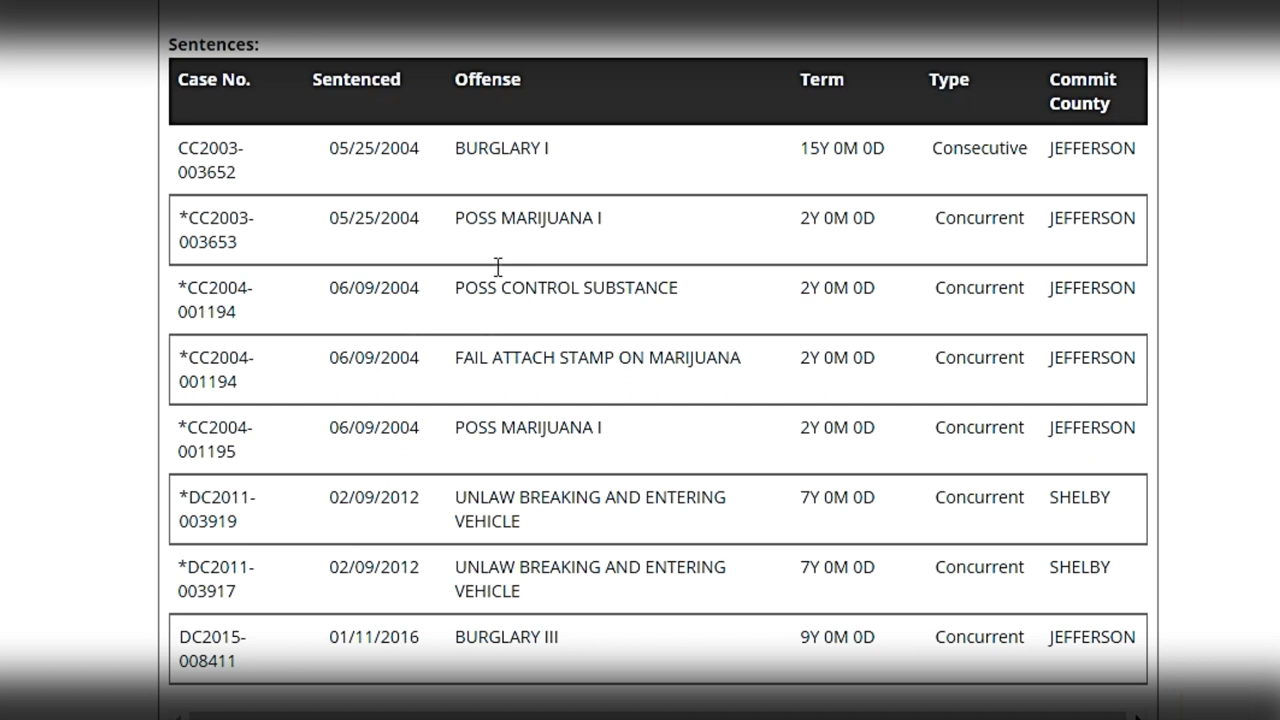 Sentences:
Case No. Sentenced Offense Term Type Commit
County
CC2003- 05/25/2004 BURGLARY I 15Y 0M 0D Consecutive JEFFERSON
003652
*CC2003- 05/25/2004 POSS MARIJUANA I 2Y 0M 0D Concurrent JEFFERSON
003653
*CC2004- 06/09/2004 POSS CONTROL SUBSTANCE 2Y 0M 0D Concurrent JEFFERSON
001194
*CC2004- 06/09/2004 FAIL ATTACH STAMP ON MARIJUANA 2Y 0M 0D Concurrent JEFFERSON
001194
*CC2004- 06/09/2004 POSS MARIJUANA I 2Y 0M 0D Concurrent JEFFERSON
001195
*DC2011- 02/09/2012 UNLAW BREAKING AND ENTERING 7Y 0M 0D Concurrent SHELBY
003919 VEHICLE
*DC2011- 02/09/2012 UNLAW BREAKING AND ENTERING 7Y 0M 0D Concurrent SHELBY
003917 VEHICLE
DC2015- 01/11/2016 BURGLARY III 9Y 0M 0D Concurrent JEFFERSON
008411